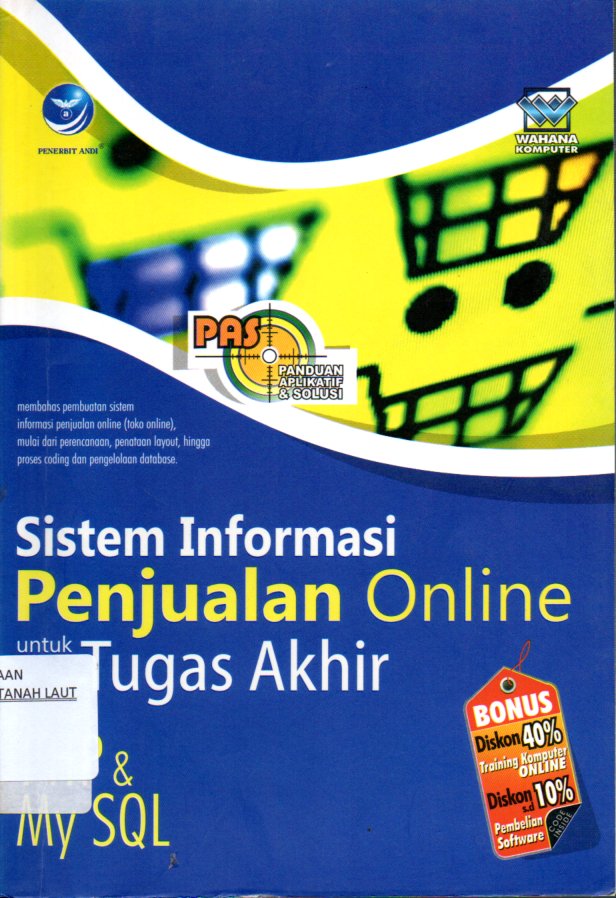 a
PENERBIT ANDI®
WAHANA
KOMPUTER
PAS
PANDUAN
APLIKATIF
& SOLUSI
membahas pembuatan sistem
informasi penjualan online (toko online),
mulai dari perencanaan, penataan layout, hingga
proses coding dan pengelolaan database.
Sistem Informasi
Penjualan Online
untuk Tugas Akhir
AAN
TANAH LAUT
&
My SQL
BONUS
Diskon 40%
Training Komputer
ONLINE
Diskon s.d 10%
Pembelian
Software
CODE
INSIDE